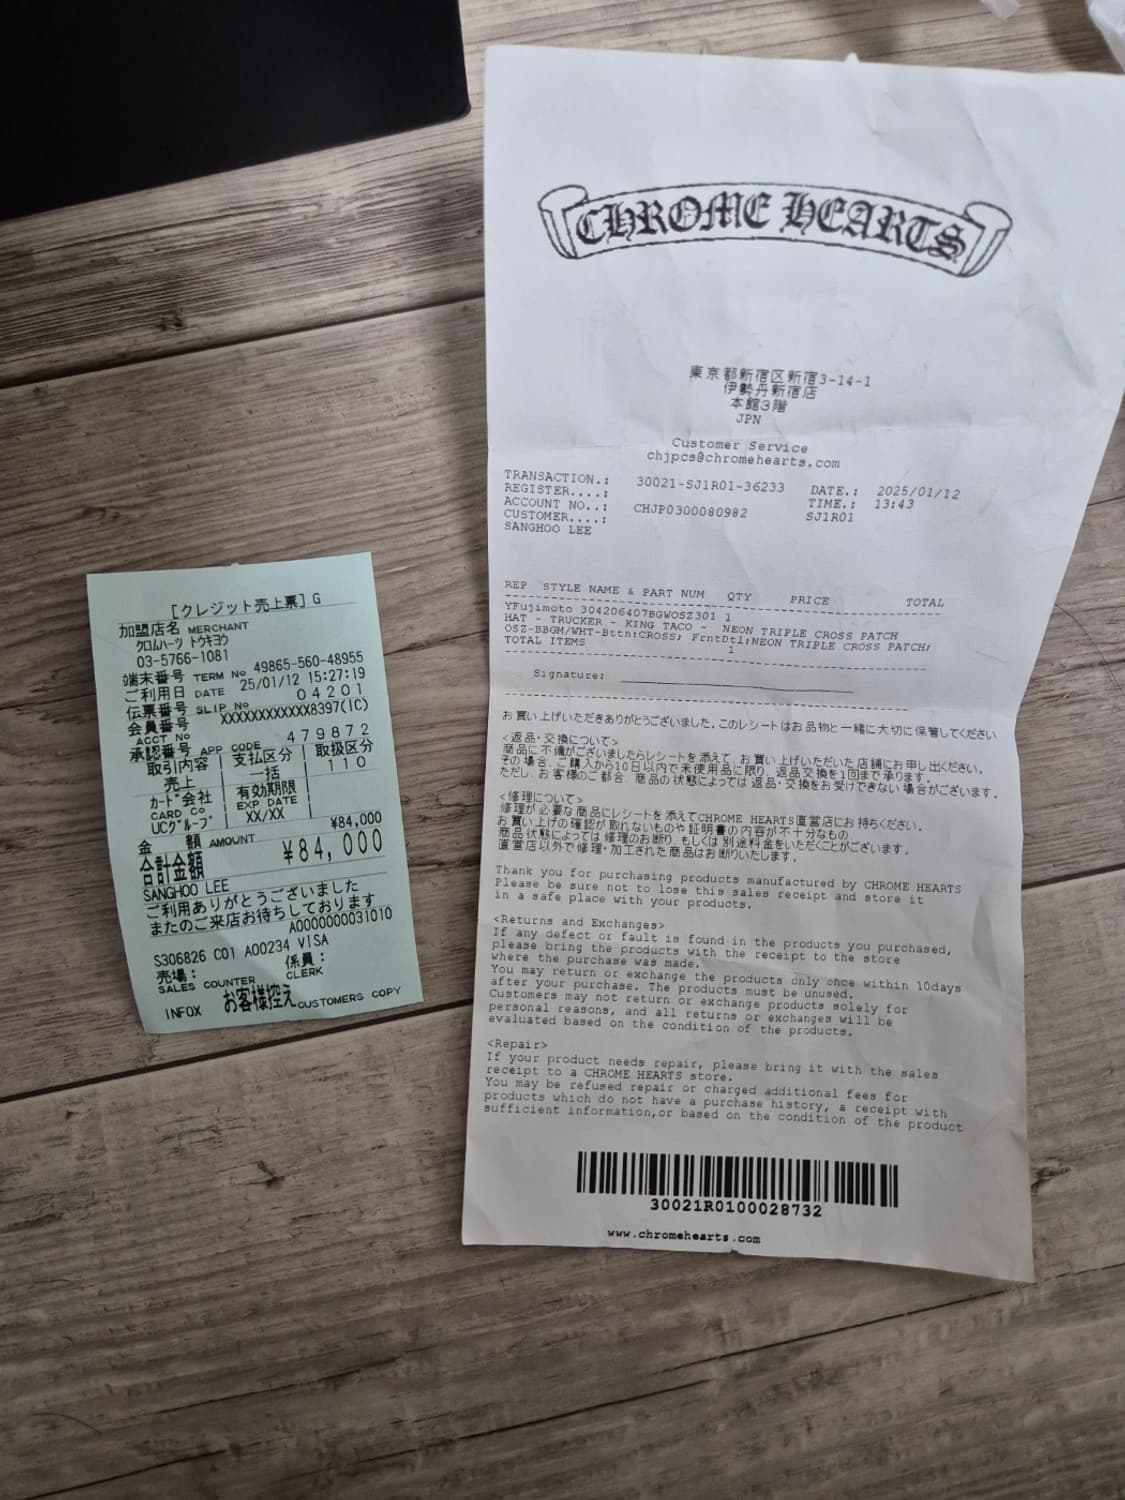 [クレジット売上票] G
加盟店名 MERCHANT
クロムハーツ トウキヨウ
03-5766-1081
端末番号 TERM No 49865-560-48955
ご利用日 DATE 25/01/12 15:27:19
伝票番号 SLIP No 04201
会員番号 XXXXXXXXXXXX8397(IC)
ACCT No
承認番号 APP CODE 479872
取引内容 支払区分 取扱区分
売上 一括 110
カード会社 有効期限
CARD CO EXP DATE
UCグループ XX/XX
¥84,000
金 額 AMOUNT
合計金額 ¥84,000
SANGHOO LEE
ご利用ありがとうございました
またのご来店お待ちしております
A0000000031010
S306826 C01 A00234 VISA
売場: 係員:
SALES COUNTER CLERK
INFOX お客様控え CUSTOMERS COPY
CHROME HEARTS
東京都新宿区新宿3-14-1
伊勢丹新宿店
本館3階
JPN
Customer Service
chjpcs@chromehearts.com
TRANSACTION.: 30021-SJ1R01-36233 DATE.: 2025/01/12
REGISTER....: TIME.: 13:43
ACCOUNT NO..: CHJP0300080982 SJ1R01
CUSTOMER....:
SANGHOO LEE
REP STYLE NAME & PART NUM QTY PRICE TOTAL
YFujimoto 304206407BGWOSZ301 1
HAT - TRUCKER - KING TACO - NEON TRIPLE CROSS PATCH
OSZ-BBGM/WHT-Bttn:CROSS; FrntDtl:NEON TRIPLE CROSS PATCH;
TOTAL ITEMS 1
Signature:
お買い上げいただきありがとうございました。このレシートはお品物と一緒に大切に保管してください
<返品・交換について>
商品に不備がございましたらレシートを添えて、お買い上げいただいた店舗にお申し出ください。
その場合、ご購入から10日以内で未使用品に限り、返品交換を1回まで承ります。
ただし、お客様のご都合、商品の状態によっては返品・交換をお受けできない場合がございます。
<修理について>
修理が必要な商品にレシートを添えてCHROME HEARTS直営店にお持ちください。
お買い上げの確認が取れないものや証明書の内容が不十分なもの、
商品状態によっては修理のお断り、もしくは別途料金をいただくことがございます。
直営店以外で修理・加工された商品はお断りいたします。
Thank you for purchasing products manufactured by CHROME HEARTS
Please be sure not to lose this sales receipt and store it
in a safe place with your products.
<Returns and Exchanges>
If any defect or fault is found in the products you purchased,
please bring the products with the receipt to the store
where the purchase was made.
You may return or exchange the products only once within 10days
after your purchase. The products must be unused.
Customers may not return or exchange products solely for
personal reasons, and all returns or exchanges will be
evaluated based on the condition of the products.
<Repair>
If your product needs repair, please bring it with the sales
receipt to a CHROME HEARTS store.
You may be refused repair or charged additional fees for
products which do not have a purchase history, a receipt with
sufficient information,or based on the condition of the product
30021R0100028732
www.chromehearts.com